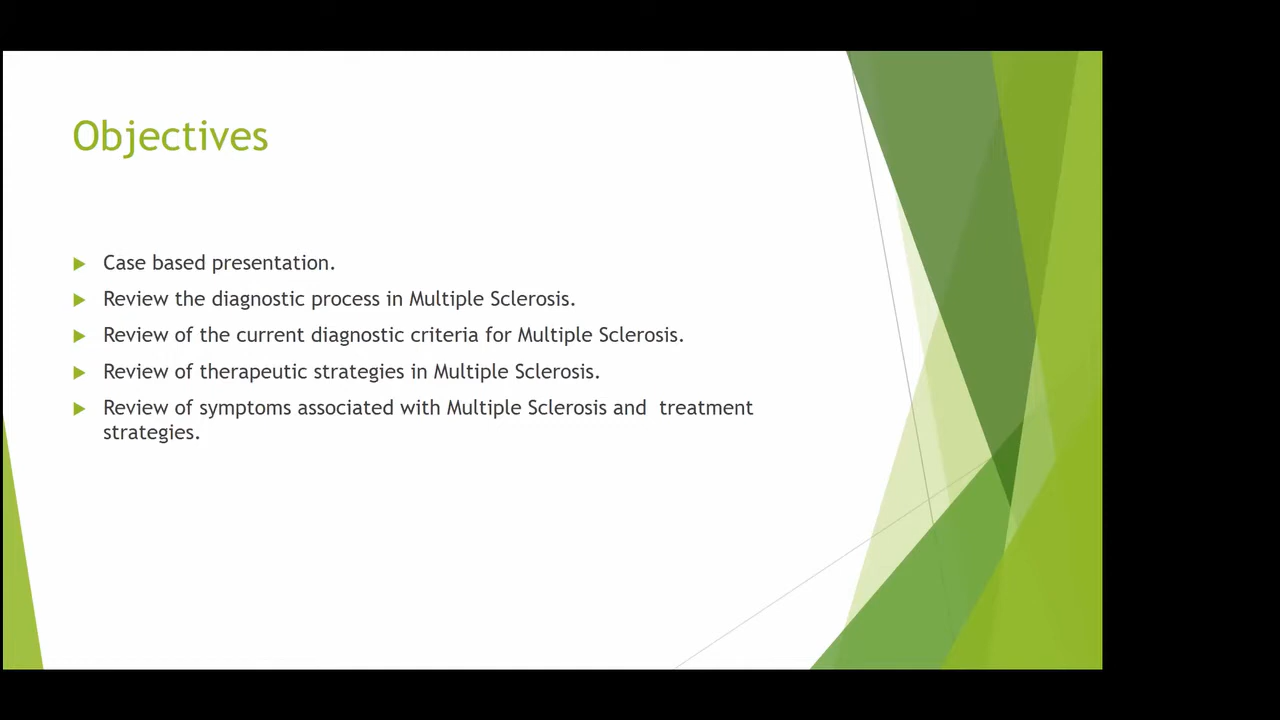 Objectives
Case based presentation.
Review the diagnostic process in Multiple Sclerosis.
Review of the current diagnostic criteria for Multiple Sclerosis.
Review of therapeutic strategies in Multiple Sclerosis.
Review of symptoms associated with Multiple Sclerosis and  treatment
strategies.